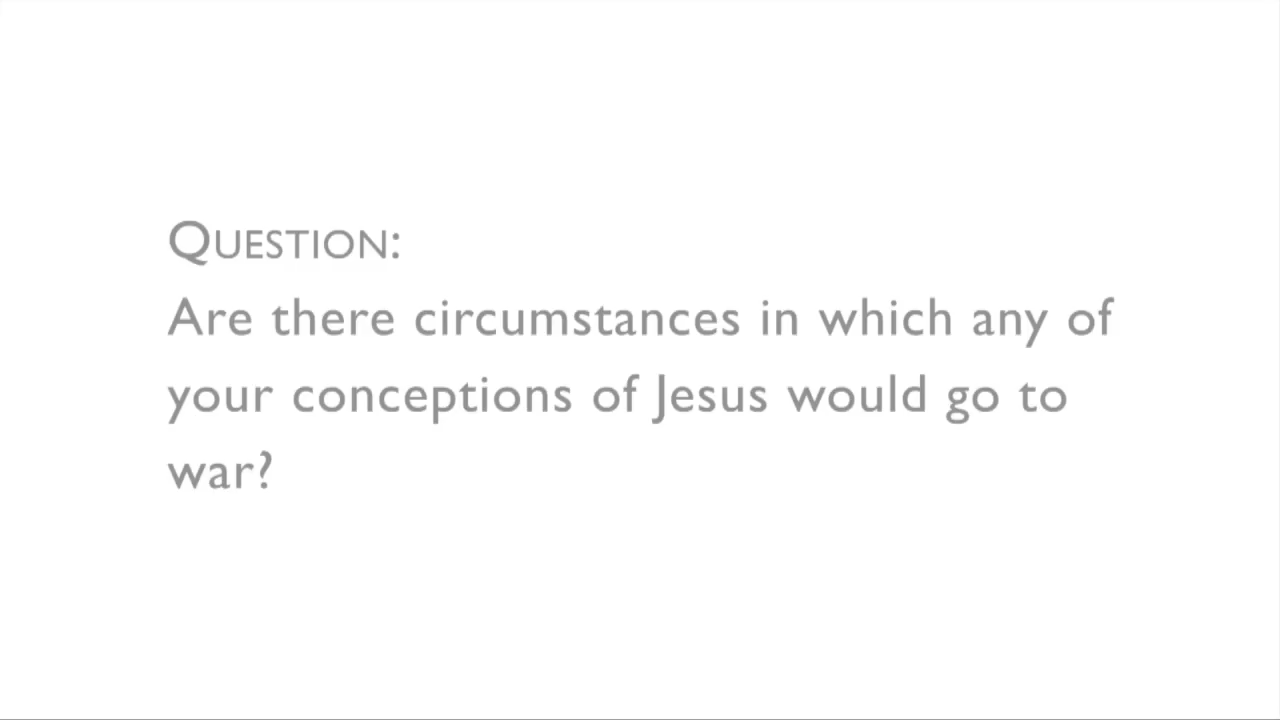 QUESTION:
Are there circumstances in which any of
your conceptions of Jesus would go to
war?